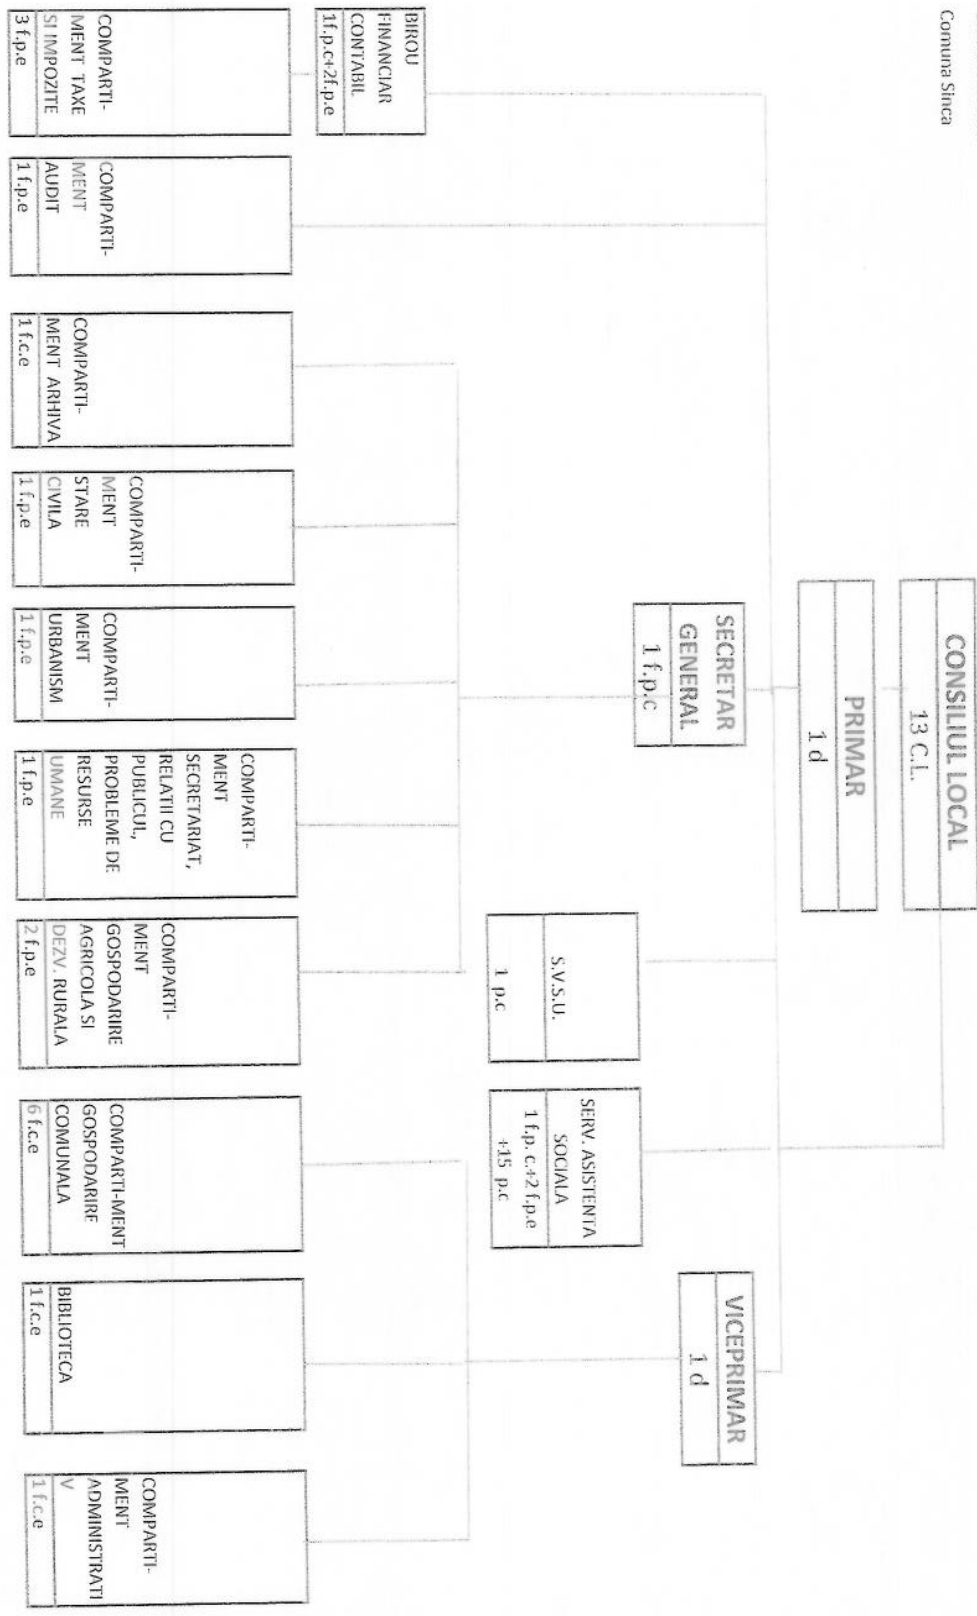 Comuna Sinca
CONSILIUL LOCAL
13 C.L.
PRIMAR
1 d
SECRETAR
GENERAL
1 f.p.c
VICEPRIMAR
1 d
S.V.S.U.
1 p.c
SERV. ASISTENTA
SOCIALA
1 f.p. c.+2 f.p.e
+15 p.c
BIROU
FINANCIAR
CONTABIL
1f.p.c+2f.p.e
COMPARTI-
MENT TAXE
SI IMPOZITE
3 f.p.e
COMPARTI-
MENT
AUDIT
1 f.p.e
COMPARTI-
MENT ARHIVA
1 f.c.e
COMPARTI-
MENT
STARE
CIVILA
1 f.p.e
COMPARTI-
MENT
URBANISM
1 f.p.e
COMPARTI-
MENT
SECRETARIAT,
RELATII CU
PUBLICUL,
PROBLEME DE
RESURSE
UMANE
1 f.p.e
COMPARTI-
MENT
GOSPODARIRE
AGRICOLA SI
DEZV. RURALA
2 f.p.e
COMPARTI-MENT
GOSPODARIRE
COMUNALA
6 f.c.e
BIBLIOTECA
1 f.c.e
COMPARTI-
MENT
ADMINISTRATI
V
1 f.c.e